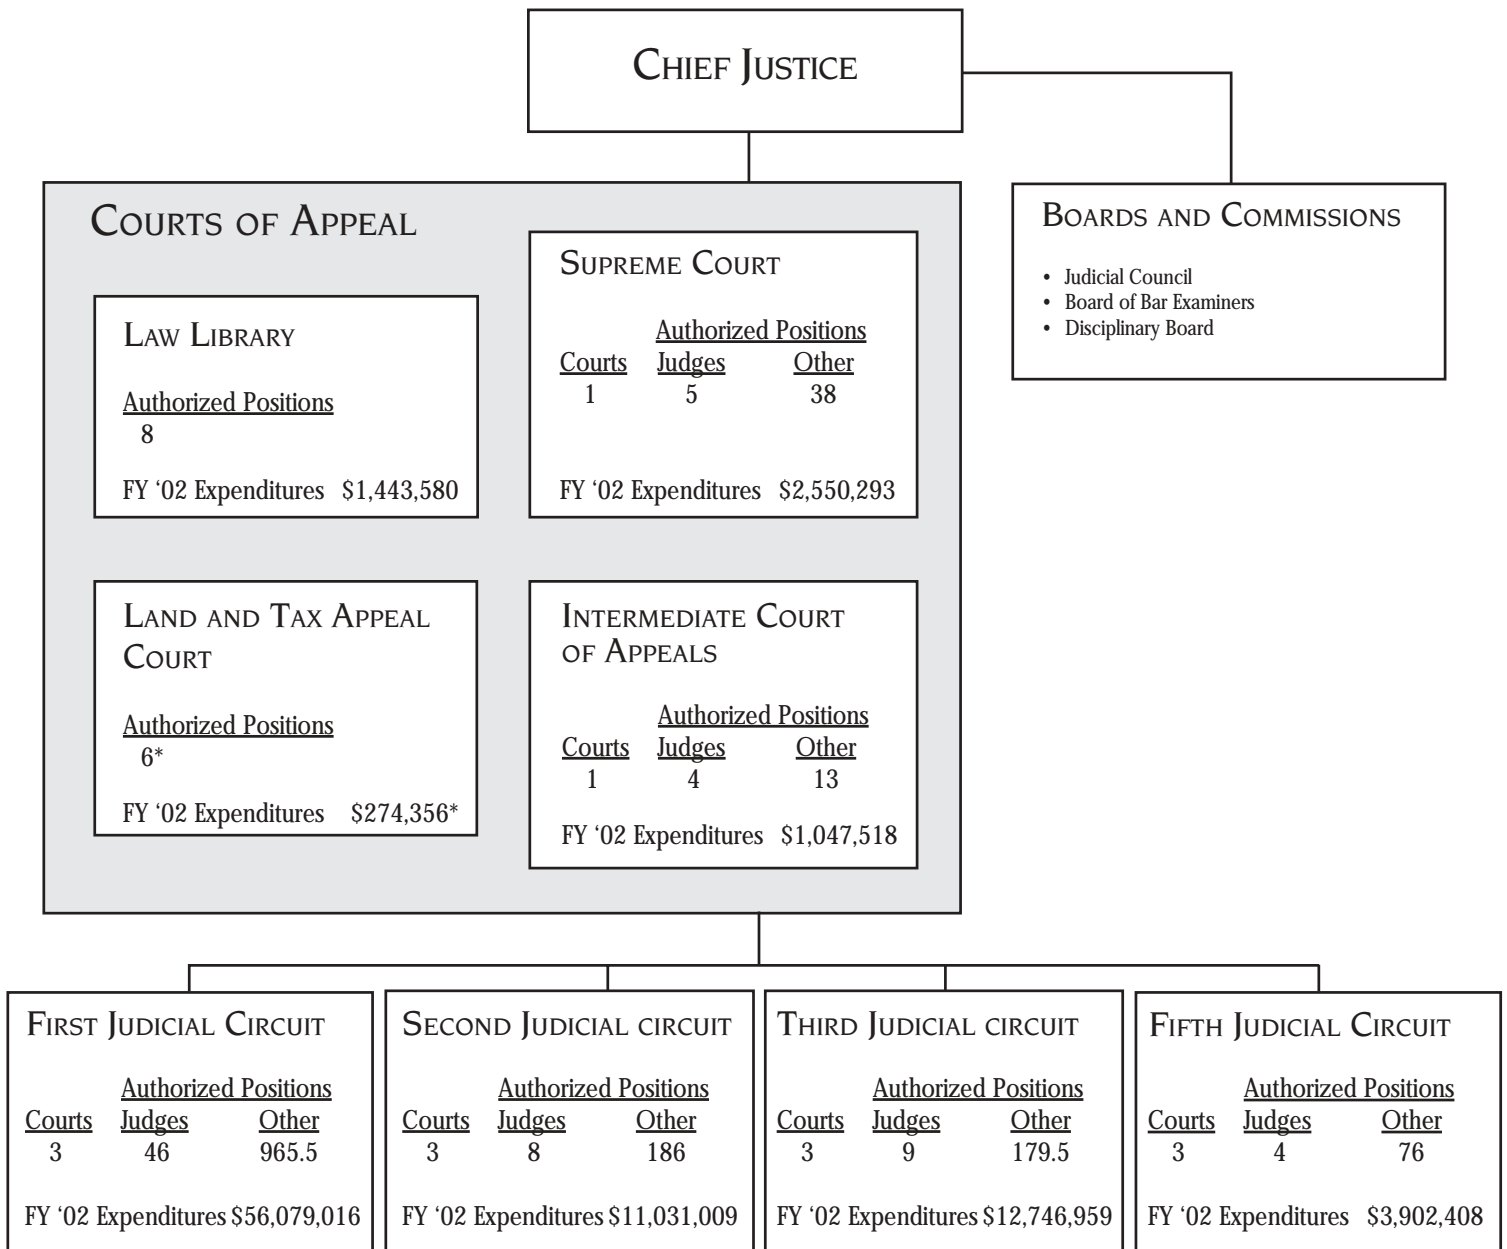 CHIEF JUSTICE
COURTS OF APPEAL
LAW LIBRARY
Authorized Positions
8
FY ‘02 Expenditures $1,443,580
SUPREME COURT
Authorized Positions
Courts Judges Other
1 5 38
FY ‘02 Expenditures $2,550,293
LAND AND TAX APPEAL
COURT
Authorized Positions
6*
FY ‘02 Expenditures $274,356*
INTERMEDIATE COURT
OF APPEALS
Authorized Positions
Courts Judges Other
1 4 13
FY ‘02 Expenditures $1,047,518
BOARDS AND COMMISSIONS
• Judicial Council
• Board of Bar Examiners
• Disciplinary Board
FIRST JUDICIAL CIRCUIT
Authorized Positions
Courts Judges Other
3 46 965.5
FY ‘02 Expenditures $56,079,016
SECOND JUDICIAL CIRCUIT
Authorized Positions
Courts Judges Other
3 8 186
FY ‘02 Expenditures $11,031,009
THIRD JUDICIAL CIRCUIT
Authorized Positions
Courts Judges Other
3 9 179.5
FY ‘02 Expenditures $12,746,959
FIFTH JUDICIAL CIRCUIT
Authorized Positions
Courts Judges Other
3 4 76
FY ‘02 Expenditures $3,902,408